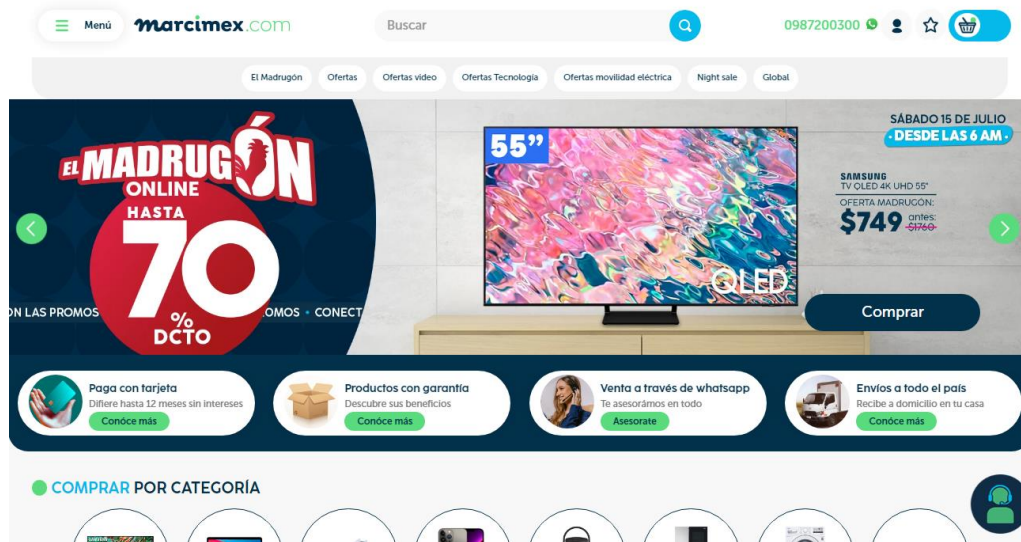 Menú
marcimex.com
Buscar
0987200300
El Madrugón
Ofertas
Ofertas video
Ofertas Tecnología
Ofertas movilidad eléctrica
Night sale
Global
EL MADRUGÓN
ONLINE
HASTA
70
%
DCTO
ON LAS PROMOS
OMOS • CONECT
55”
QLED
SÁBADO 15 DE JULIO
• DESDE LAS 6 AM •
SAMSUNG
TV QLED 4K UHD 55"
OFERTA MADRUGÓN:
$749 antes:
$1760
Comprar
Paga con tarjeta
Difiere hasta 12 meses sin intereses
Conóce más
Productos con garantía
Descubre sus beneficios
Conóce más
Venta a través de whatsapp
Te asesorámos en todo
Asesorate
Envíos a todo el país
Recibe a domicilio en tu casa
Conóce más
COMPRAR POR CATEGORÍA